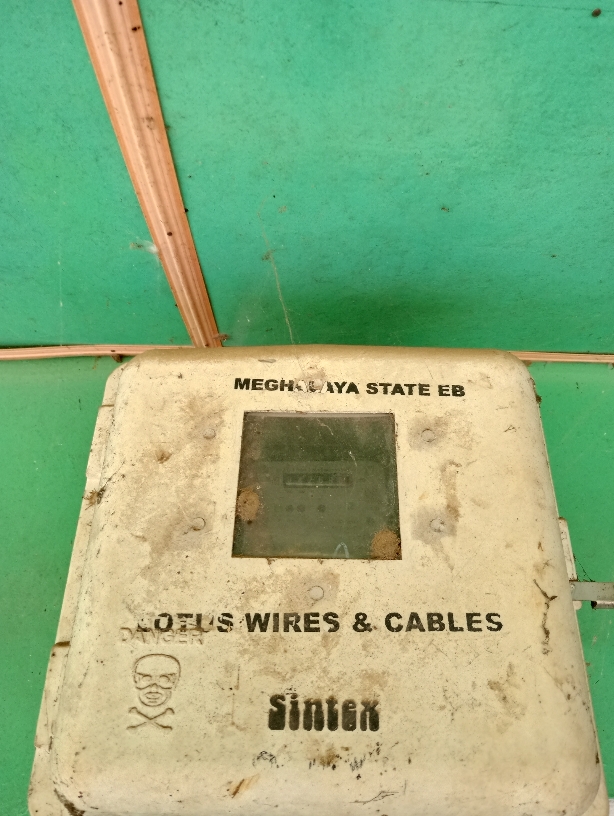 MEGHALAYA STATE EB
LOTUS WIRES & CABLES
DANGER
Sintex